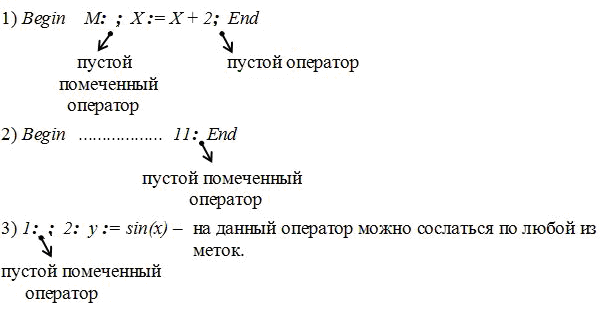 1) Begin M: ; X := X + 2; End
пустой помеченный оператор
пустой оператор
2) Begin .................. 11: End
пустой помеченный оператор
3) 1: ; 2: y := sin(x) – на данный оператор можно сослаться по любой из
меток.
пустой помеченный
оператор